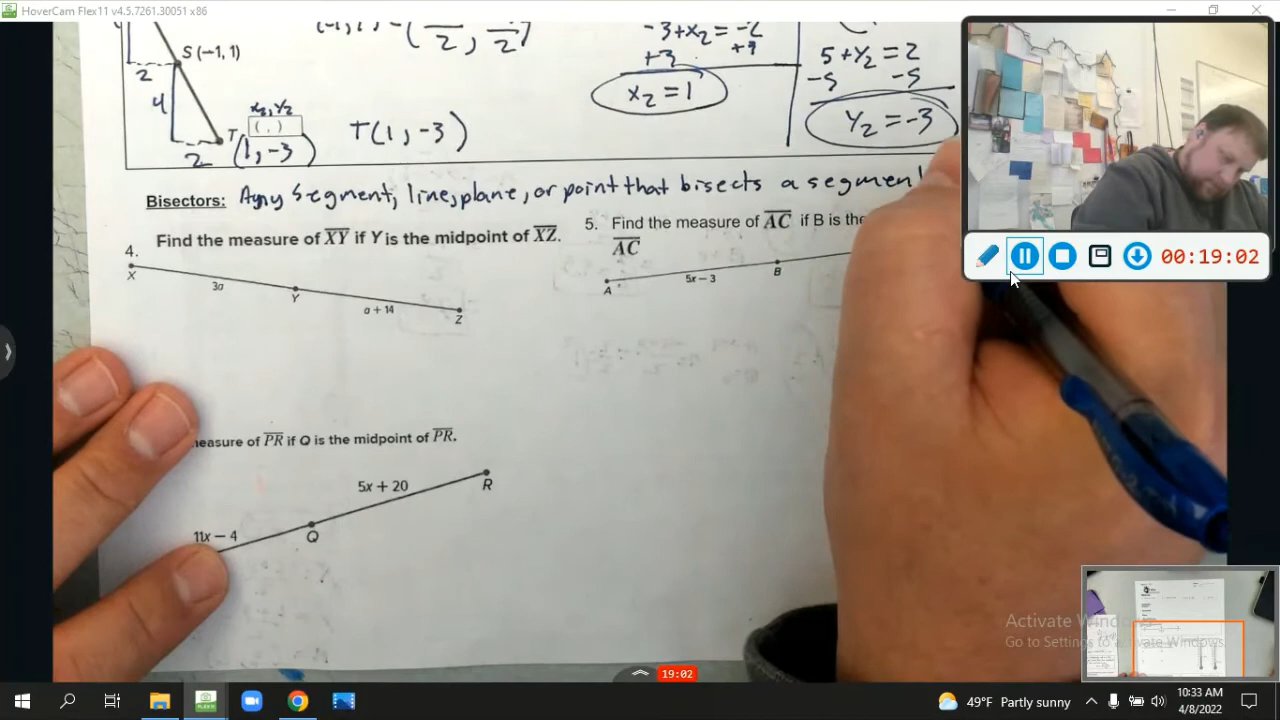 HoverCam Flex11 v4.5.7261.30051 x86
S (−1, 1)
2
4
x₂, y₂
( , )
T
(1, −3)
2
T(1, −3)
-3+x₂ = -2
+3
x₂ = 1
5 + y₂ = 2
-5 -5
y₂ = -3
Bisectors: Any segment, line, plane, or point that bisects a segment
4. Find the measure of XY if Y is the midpoint of XZ.
X
3a
Y
a + 14
Z
5. Find the measure of AC if B is the
AC
A
5x − 3
B
measure of PR if Q is the midpoint of PR.
5x + 20
R
11x − 4
Q
00:19:02
Activate Windows
Go to Settings to activate Windows.
19:02
49°F Partly sunny
10:33 AM
4/8/2022